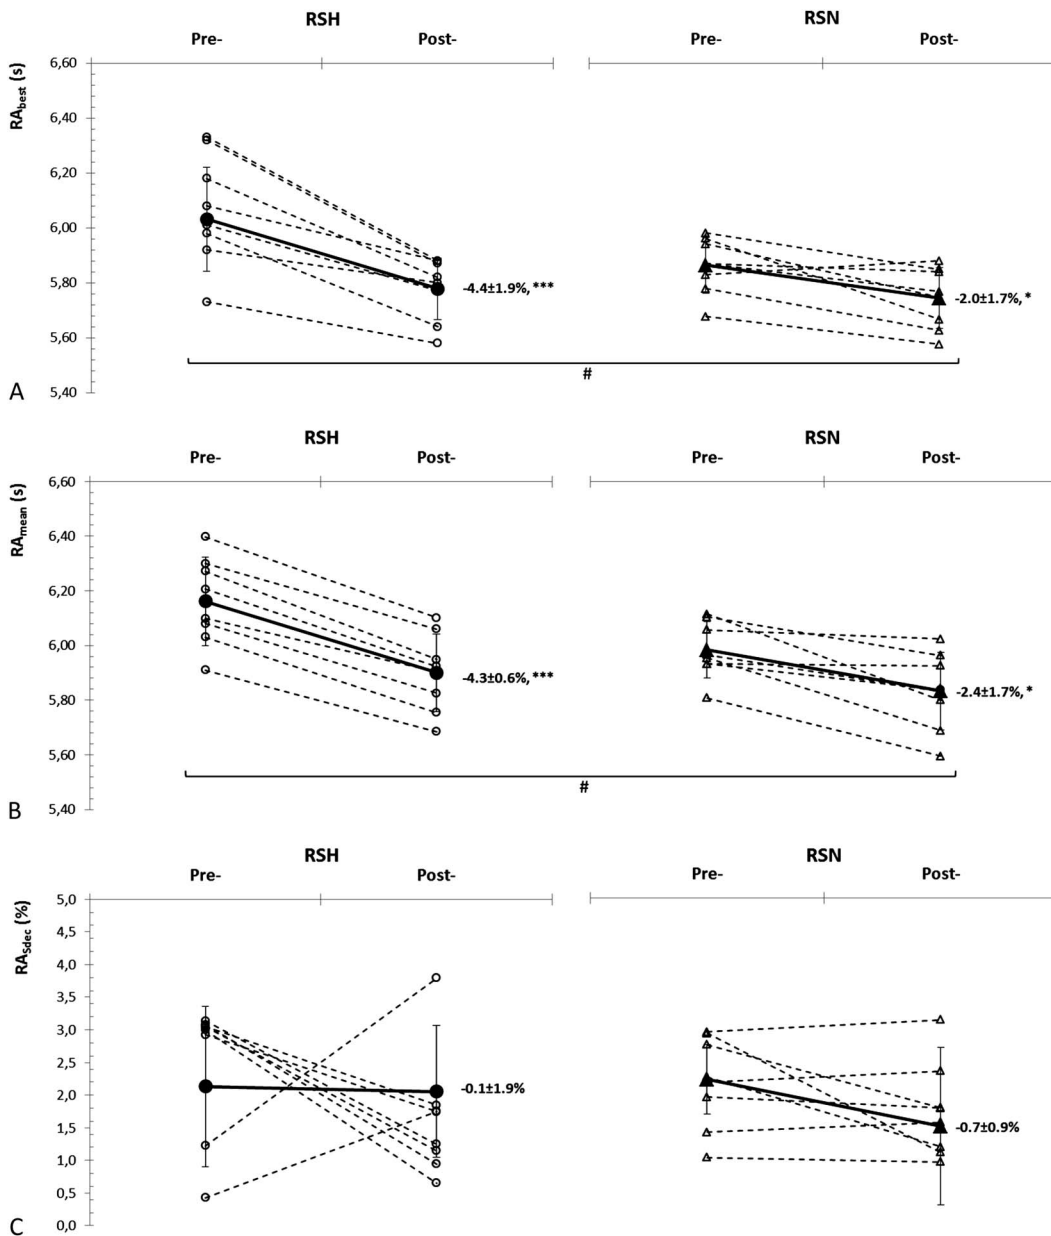 RSH RSN
Pre- Post- Pre- Post-
RA_best (s)
6,60
6,40
6,20
6,00
5,80
5,60
5,40
-4.4±1.9%, ***
-2.0±1.7%, *
#
A
RSH RSN
Pre- Post- Pre- Post-
RA_mean (s)
6,60
6,40
6,20
6,00
5,80
5,60
5,40
-4.3±0.6%, ***
-2.4±1.7%, *
#
B
RSH RSN
Pre- Post- Pre- Post-
RA_Sdec (%)
5,0
4,5
4,0
3,5
3,0
2,5
2,0
1,5
1,0
0,5
0,0
-0.1±1.9%
-0.7±0.9%
C